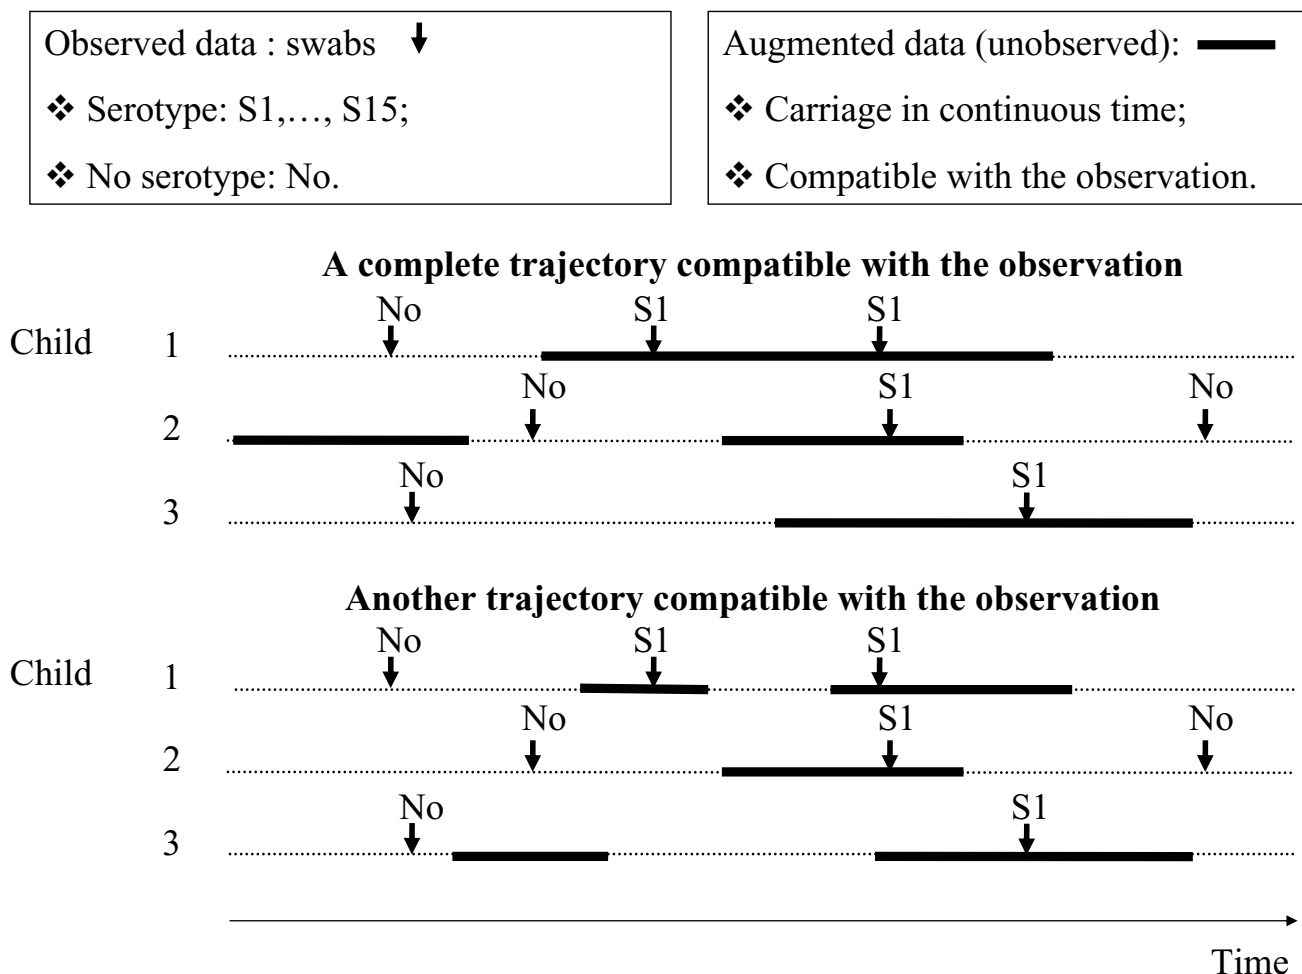 Observed data : swabs
❖ Serotype: S1,…, S15;
❖ No serotype: No.
Augmented data (unobserved):
❖ Carriage in continuous time;
❖ Compatible with the observation.
A complete trajectory compatible with the observation
No S1 S1
Child 1
No S1 No
2
No S1
3
Another trajectory compatible with the observation
No S1 S1
Child 1
No S1 No
2
No S1
3
Time